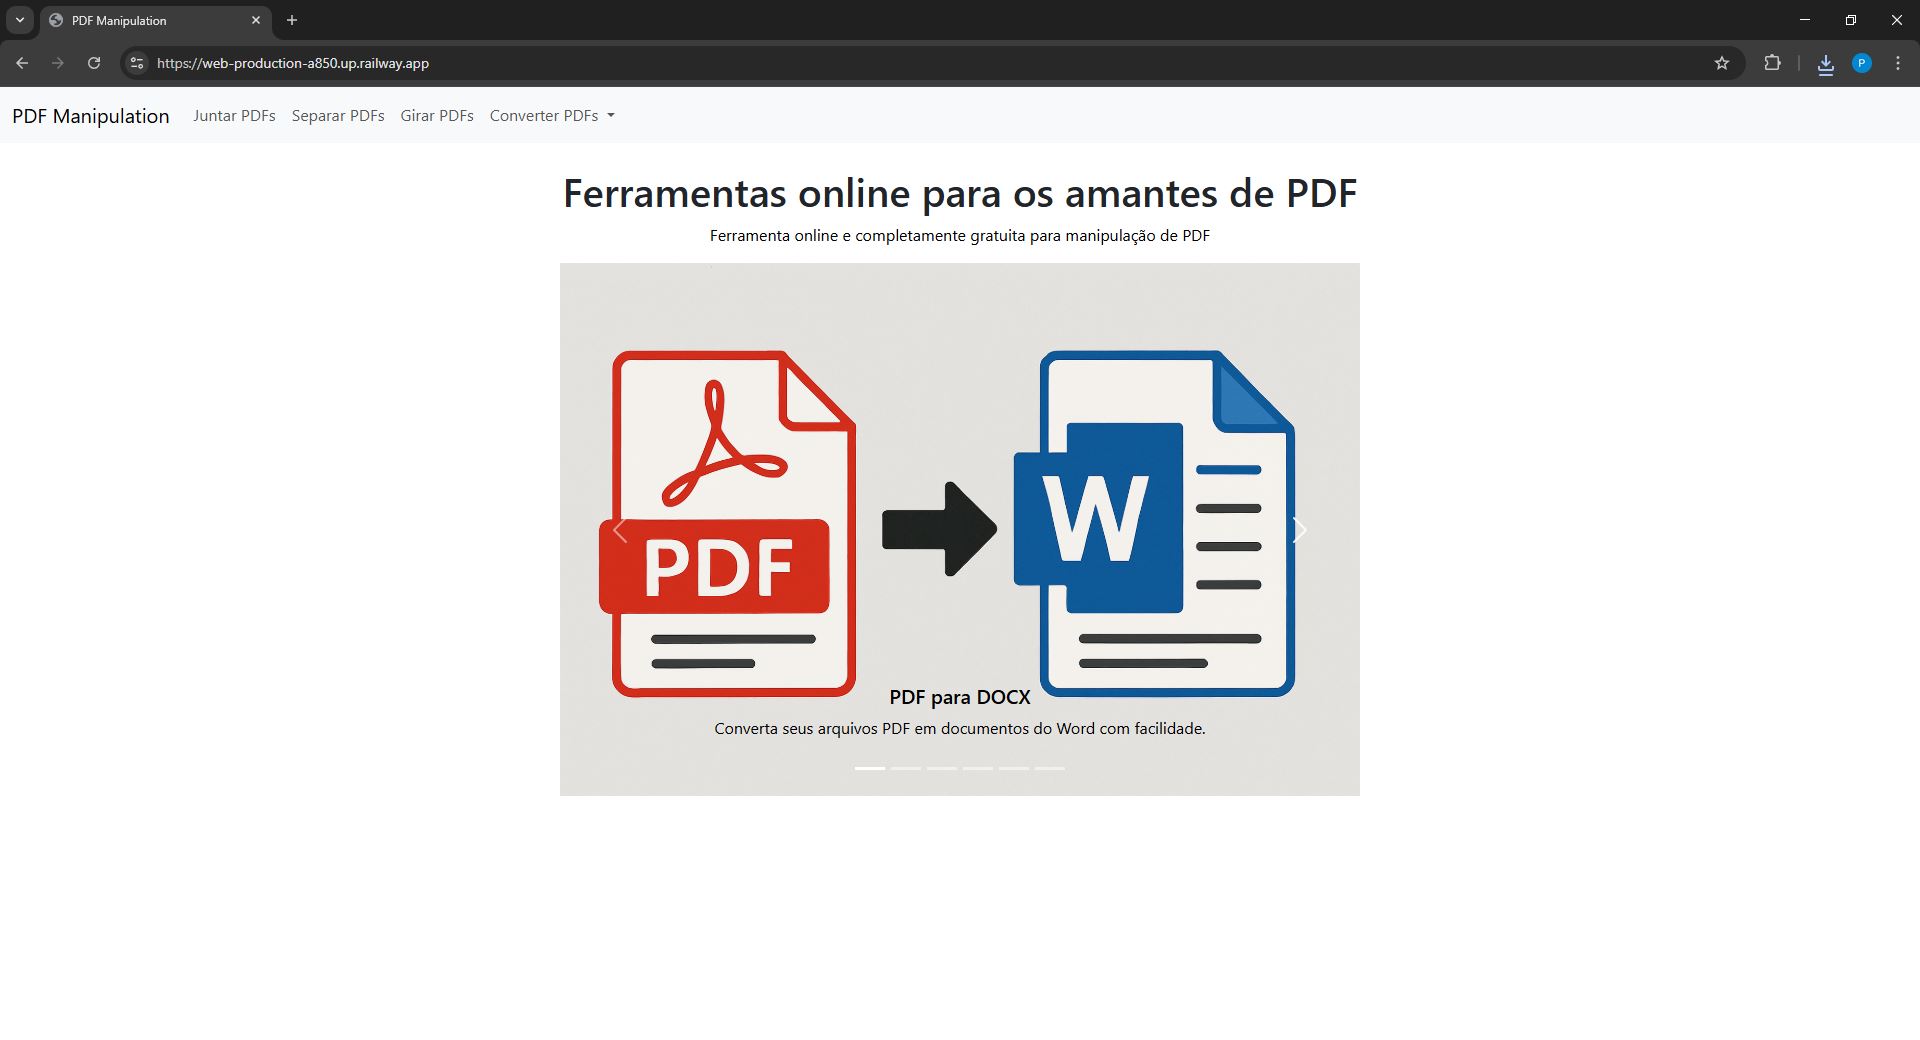 PDF Manipulation
https://web-production-a850.up.railway.app
P
PDF Manipulation Juntar PDFs Separar PDFs Girar PDFs Converter PDFs
Ferramentas online para os amantes de PDF
Ferramenta online e completamente gratuita para manipulação de PDF
W
PDF
PDF para DOCX
Converta seus arquivos PDF em documentos do Word com facilidade.